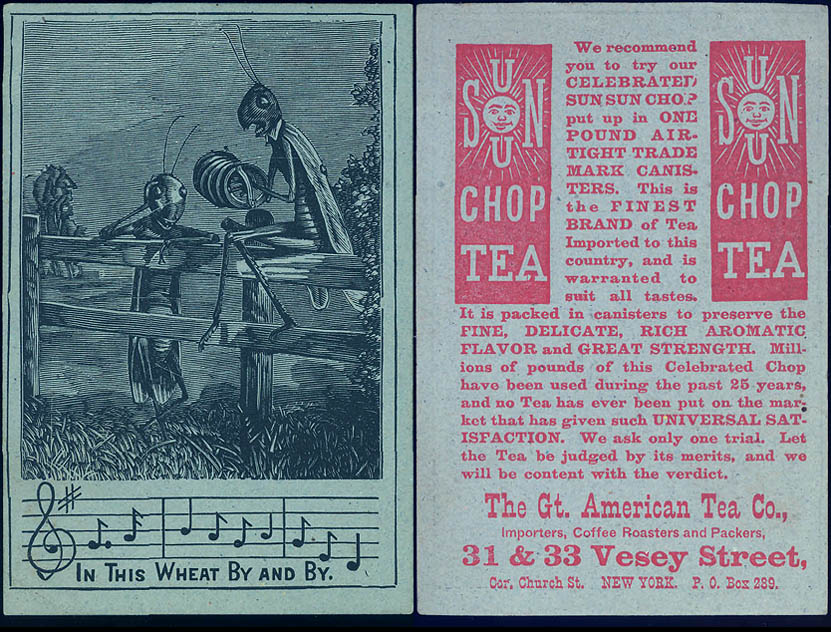 IN THIS WHEAT BY AND BY.
SUN
SUN
CHOP
TEA
We recommend
you to try our
CELEBRATED
SUN SUN CHOP
put up in ONE
POUND AIR-
TIGHT TRADE
MARK CANIS-
TERS. This is
the FINEST
BRAND of Tea
Imported to this
country, and is
warranted to
suit all tastes.
SUN
SUN
CHOP
TEA
It is packed in canisters to preserve the
FINE, DELICATE, RICH AROMATIC
FLAVOR and GREAT STRENGTH. Mill-
ions of pounds of this Celebrated Chop
have been used during the past 25 years,
and no Tea has ever been put on the mar-
ket that has given such UNIVERSAL SAT-
ISFACTION. We ask only one trial. Let
the Tea be judged by its merits, and we
will be content with the verdict.
The Gt. American Tea Co.,
Importers, Coffee Roasters and Packers,
31 & 33 Vesey Street,
Cor. Church St. NEW YORK. P. O. Box 289.